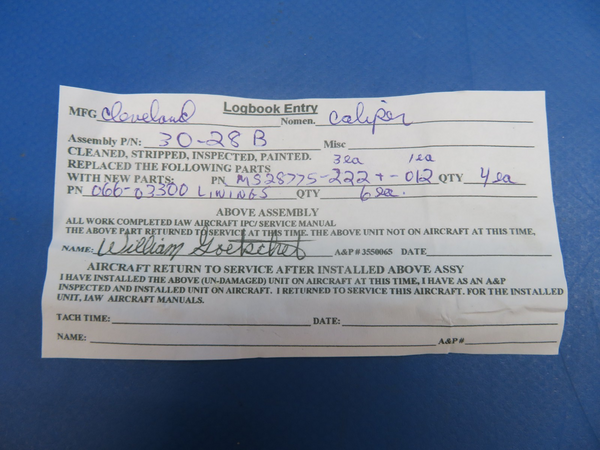 Logbook Entry
MFG Cleveland Nomen. Caliper
Assembly P/N: 30-28B Misc
CLEANED, STRIPPED, INSPECTED, PAINTED. 3ea 1ea
REPLACED THE FOLLOWING PARTS
WITH NEW PARTS: PN MS28775-222 + -012 QTY 4ea
PN 066-03300 LININGS QTY 6ea.
ABOVE ASSEMBLY
ALL WORK COMPLETED IAW AIRCRAFT IPC/ SERVICE MANUAL
THE ABOVE PART RETURNED TO SERVICE AT THIS TIME. THE ABOVE UNIT NOT ON AIRCRAFT AT THIS TIME,
NAME: William A&P # 3550065 DATE
AIRCRAFT RETURN TO SERVICE AFTER INSTALLED ABOVE ASSY
I HAVE INSTALLED THE ABOVE (UN-DAMAGED) UNIT ON AIRCRAFT AT THIS TIME, I HAVE AS AN A&P
INSPECTED AND INSTALLED UNIT ON AIRCRAFT. I RETURNED TO SERVICE THIS AIRCRAFT. FOR THE INSTALLED
UNIT, IAW AIRCRAFT MANUALS.
TACH TIME: DATE:
NAME: A&P #